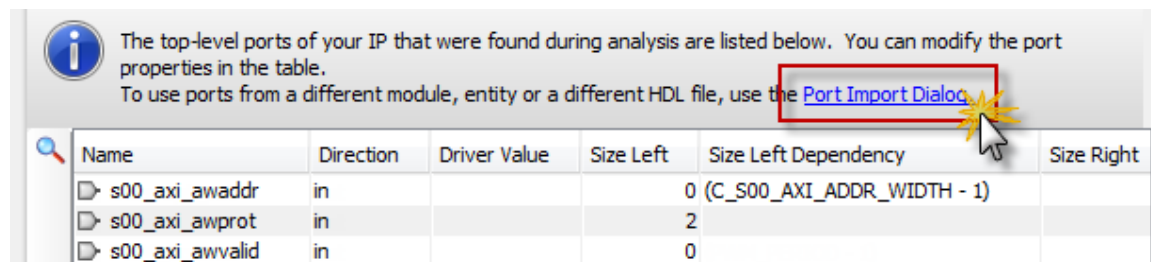 The top-level ports of your IP that were found during analysis are listed below.  You can modify the port
properties in the table.
To use ports from a different module, entity or a different HDL file, use the Port Import Dialog
Name Direction Driver Value Size Left Size Left Dependency Size Right
s00_axi_awaddr in 0 (C_S00_AXI_ADDR_WIDTH - 1)
s00_axi_awprot in 2
s00_axi_awvalid in 0